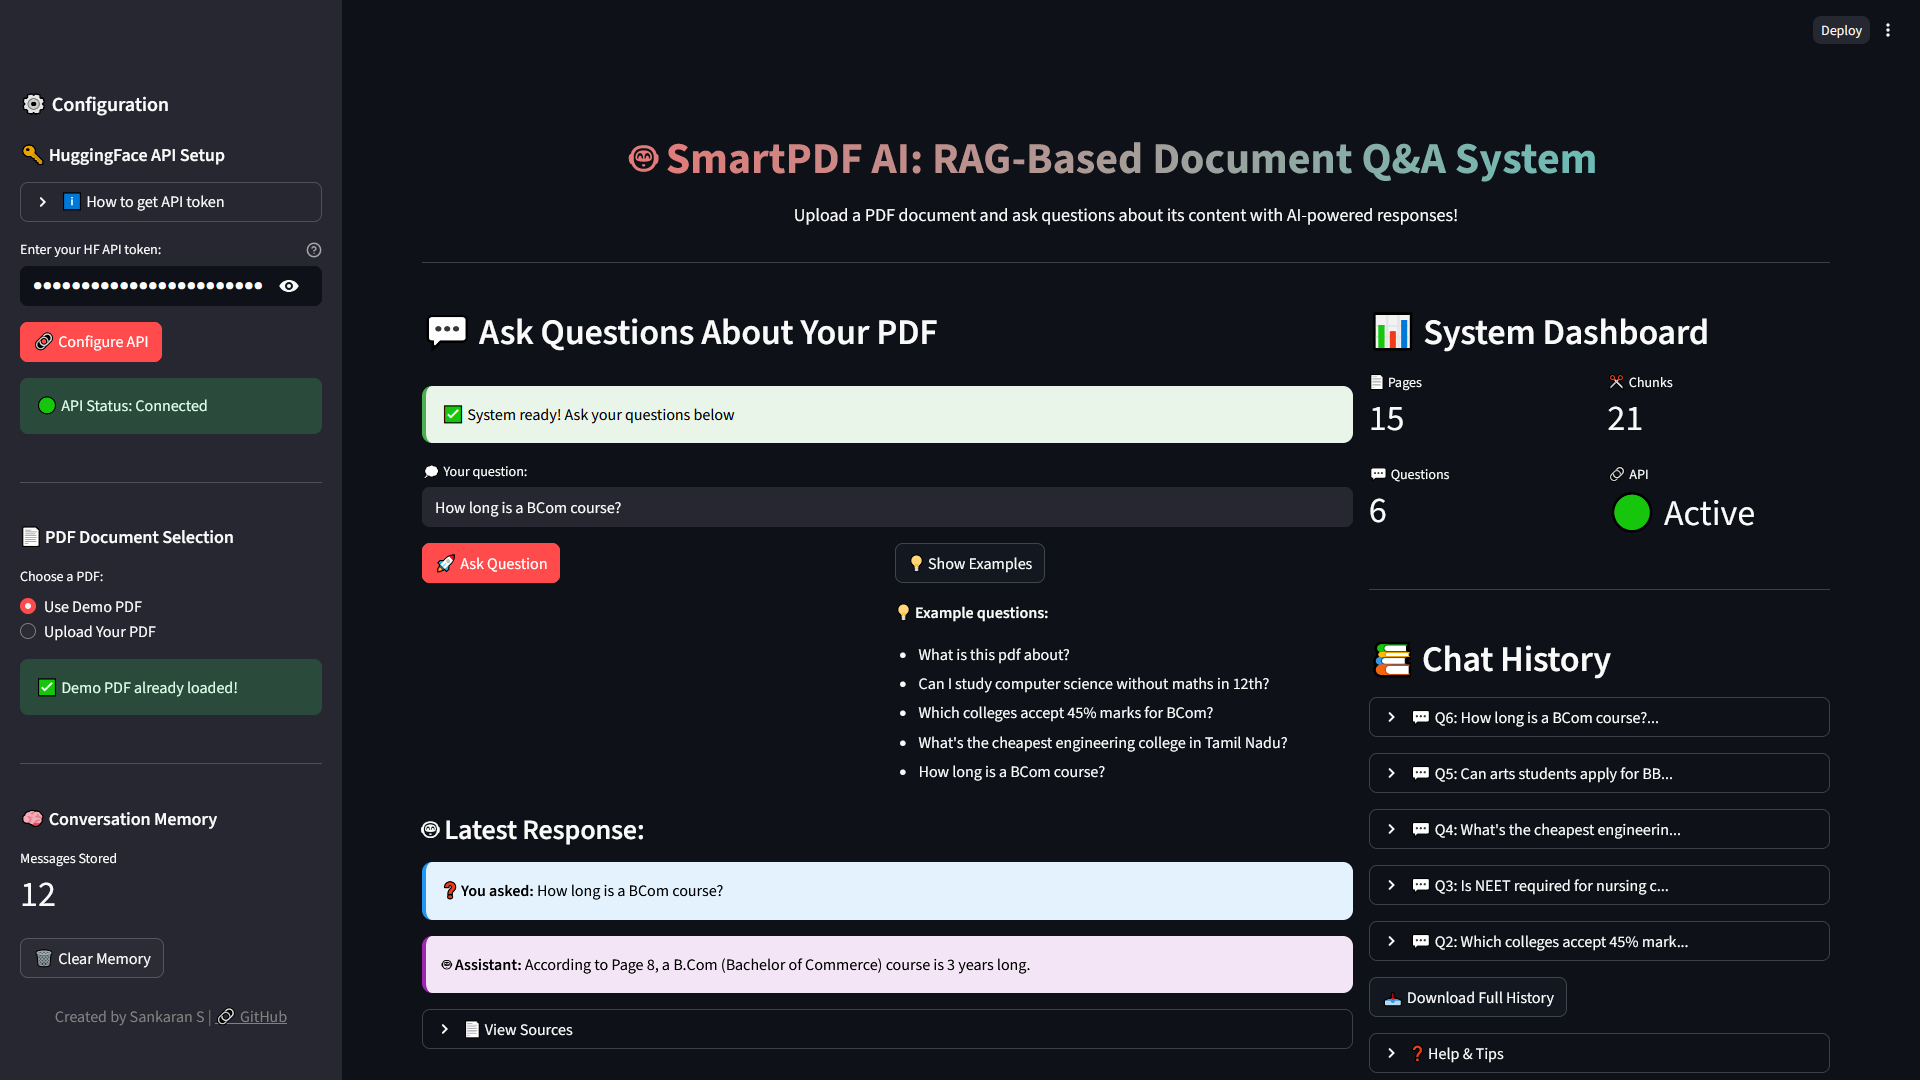 Deploy
Configuration
HuggingFace API Setup
How to get API token
Enter your HF API token:
Configure API
API Status: Connected
PDF Document Selection
Choose a PDF:
Use Demo PDF
Upload Your PDF
Demo PDF already loaded!
Conversation Memory
Messages Stored
12
Clear Memory
Created by Sankaran S | GitHub
SmartPDF AI: RAG-Based Document Q&A System
Upload a PDF document and ask questions about its content with AI-powered responses!
Ask Questions About Your PDF
System ready! Ask your questions below
Your question:
How long is a BCom course?
Ask Question
Show Examples
Example questions:
• What is this pdf about?
• Can I study computer science without maths in 12th?
• Which colleges accept 45% marks for BCom?
• What's the cheapest engineering college in Tamil Nadu?
• How long is a BCom course?
Latest Response:
You asked: How long is a BCom course?
Assistant: According to Page 8, a B.Com (Bachelor of Commerce) course is 3 years long.
View Sources
System Dashboard
Pages
15
Chunks
21
Questions
6
API
Active
Chat History
Q6: How long is a BCom course?...
Q5: Can arts students apply for BB...
Q4: What's the cheapest engineerin...
Q3: Is NEET required for nursing c...
Q2: Which colleges accept 45% mark...
Download Full History
Help & Tips